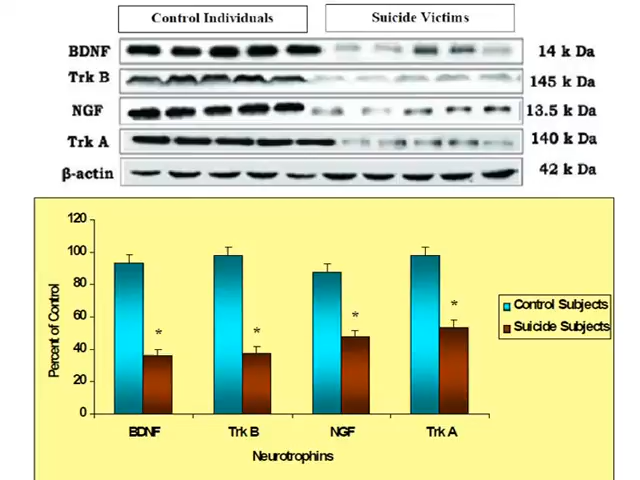 Control Individuals Suicide Victims
BDNF 14 k Da
Trk B 145 k Da
NGF 13.5 k Da
Trk A 140 k Da
β-actin 42 k Da
120
100
80
60
40
20
0
Percent of Control
* * * *
Control Subjects
Suicide Subjects
BDNF Trk B NGF Trk A
Neurotrophins